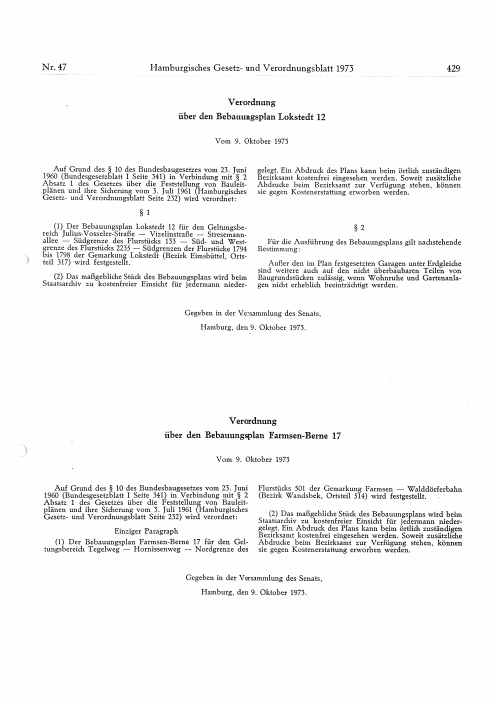 Nr. 47
Hamburgisches Gesetz- und Verordnungsblatt 1973
429
Verordnung
über den Bebauungsplan Lokstedt 12
Vom 9. Oktober 1973
Auf Grund des § 10 des Bundesbaugesetzes vom 23. Juni
1960 (Bundesgesetzblatt I Seite 341) in Verbindung mit § 2
Absatz 1 des Gesetzes über die Feststellung von Bauleit-
plänen und ihre Sicherung vom 3. Juli 1961 (Hamburgisches
Gesetz- und Verordnungsblatt Seite 232) wird verordnet:
§ 1
(1) Der Bebauungsplan Lokstedt 12 für den Geltungsbe-
reich Julius-Vosseler-Straße — Vizelinstraße — Stresemann-
allee — Südgrenze des Flurstücks 133 — Süd- und West-
grenze des Flurstücks 2235 — Südgrenzen der Flurstücke 1794
bis 1798 der Gemarkung Lokstedt (Bezirk Eimsbüttel, Orts-
teil 317) wird festgestellt.
(2) Das maßgebliche Stück des Bebauungsplans wird beim
Staatsarchiv zu kostenfreier Einsicht für jedermann nieder-
gelegt. Ein Abdruck des Plans kann beim örtlich zuständigen
Bezirksamt kostenfrei eingesehen werden. Soweit zusätzliche
Abdrucke beim Bezirksamt zur Verfügung stehen, können
sie gegen Kostenerstattung erworben werden.
§ 2
Für die Ausführung des Bebauungsplans gilt nachstehende
Bestimmung:
Außer den im Plan festgesetzten Garagen unter Erdgleiche
sind weitere auch auf den nicht überbaubaren Teilen von
Baugrundstücken zulässig, wenn Wohnruhe und Gartenanla-
gen nicht erheblich beeinträchtigt werden.
Gegeben in der Versammlung des Senats,
Hamburg, den 9. Oktober 1973.
Verordnung
über den Bebauungsplan Farmsen-Berne 17
Vom 9. Oktober 1973
Auf Grund des § 10 des Bundesbaugesetzes vom 23. Juni
1960 (Bundesgesetzblatt I Seite 341) in Verbindung mit § 2
Absatz 1 des Gesetzes über die Feststellung von Bauleit-
plänen und ihre Sicherung vom 3. Juli 1961 (Hamburgisches
Gesetz- und Verordnungsblatt Seite 232) wird verordnet:
Einziger Paragraph
(1) Der Bebauungsplan Farmsen-Berne 17 für den Gel-
tungsbereich Tegelweg — Hornissenweg — Nordgrenze des
Flurstücks 501 der Gemarkung Farmsen — Walddörferbahn
(Bezirk Wandsbek, Ortsteil 514) wird festgestellt.
(2) Das maßgebliche Stück des Bebauungsplans wird beim
Staatsarchiv zu kostenfreier Einsicht für jedermann nieder-
gelegt. Ein Abdruck des Plans kann beim örtlich zuständigen
Bezirksamt kostenfrei eingesehen werden. Soweit zusätzliche
Abdrucke beim Bezirksamt zur Verfügung stehen, können
sie gegen Kostenerstattung erworben werden.
Gegeben in der Versammlung des Senats,
Hamburg, den 9. Oktober 1973.